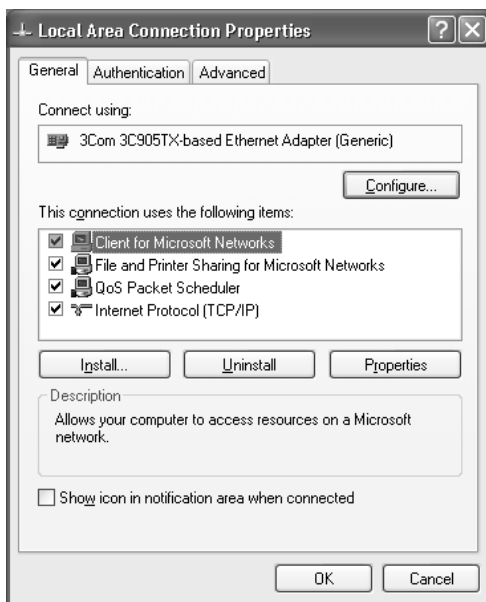 Local Area Connection Properties
General Authentication Advanced
Connect using:
3Com 3C905TX-based Ethernet Adapter (Generic)
Configure...
This connection uses the following items:
Client for Microsoft Networks
File and Printer Sharing for Microsoft Networks
QoS Packet Scheduler
Internet Protocol (TCP/IP)
Install... Uninstall Properties
Description
Allows your computer to access resources on a Microsoft
network.
Show icon in notification area when connected
OK Cancel